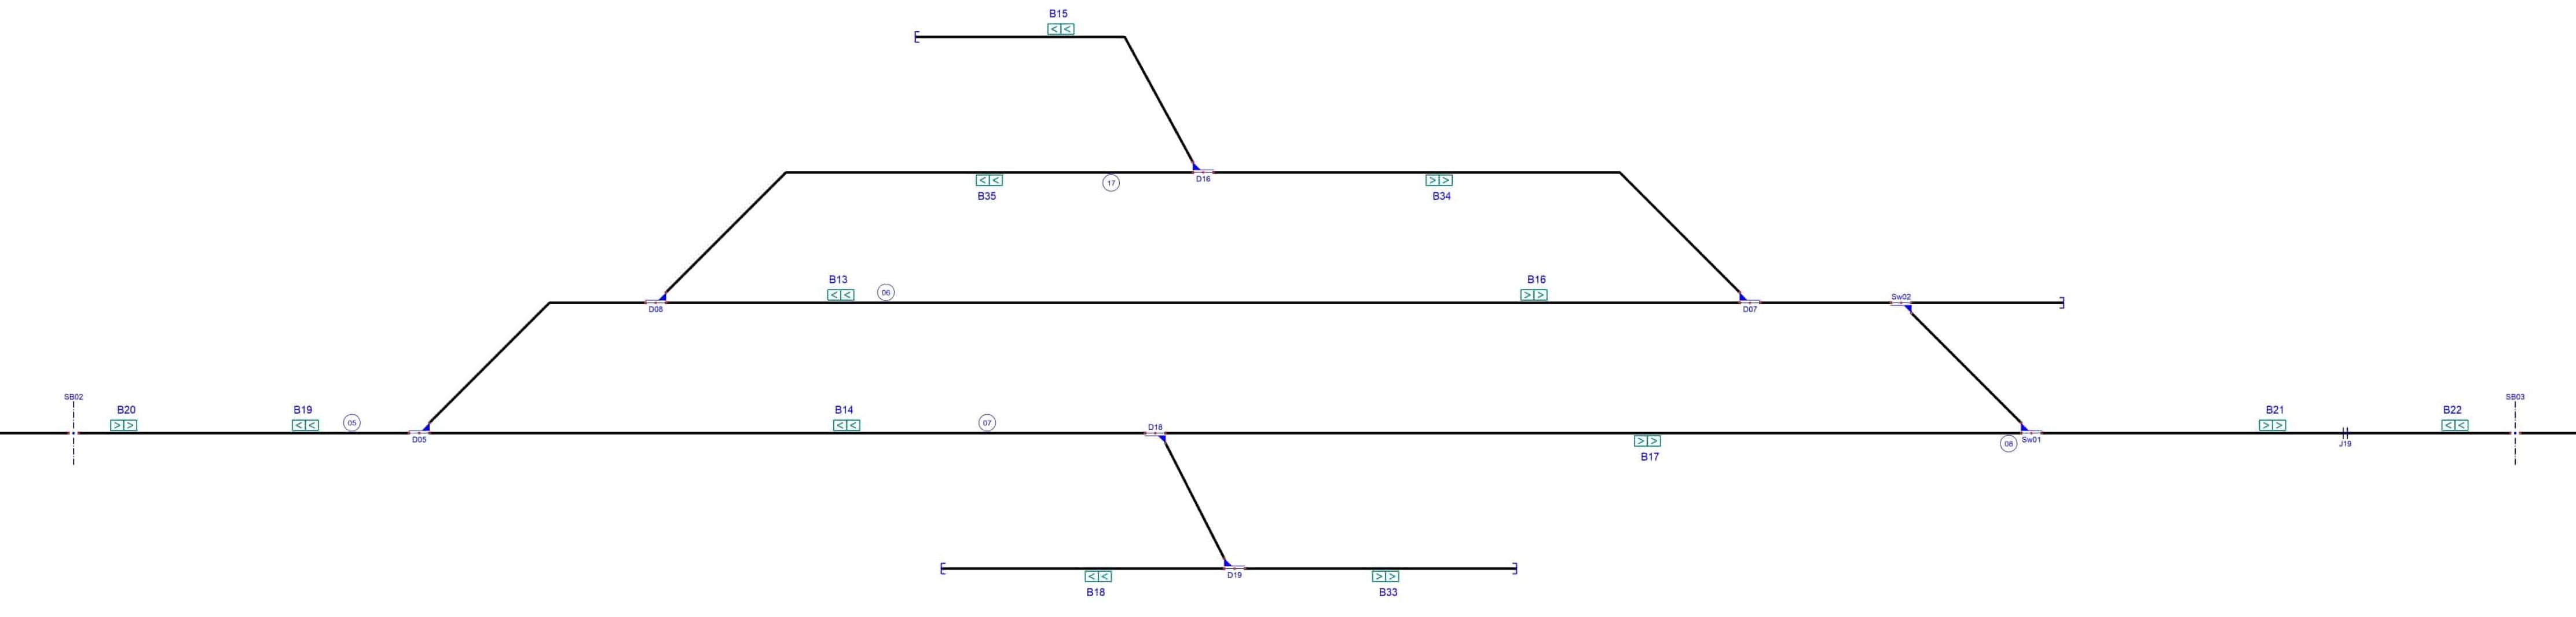 B15
<<
<<
17
D16
>>
B35
B34
B13
B16
<<
06
>>
D08
D07
Sw02
SB02
SB03
B20
B19
B14
B21
B22
>>
<<
05
<<
07
>>
<<
D05
D18
>>
08
Sw01
J19
B17
<<
D19
>>
B18
B33